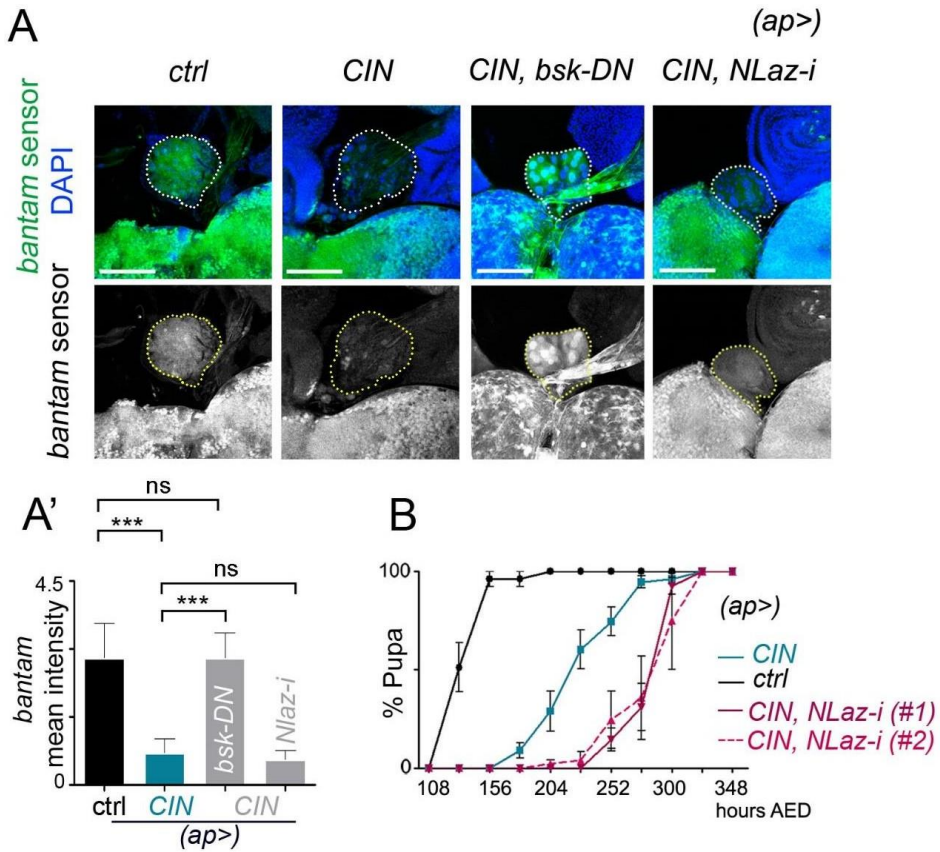 A
(ap>)
ctrl
CIN
CIN, bsk-DN
CIN, NLaz-i
bantam sensor
DAPI
bantam sensor
A'
ns
***
ns
***
4.5
0
bantam
mean intensity
bsk-DN
Nlaz-i
ctrl
CIN
CIN
(ap>)
B
100
0
% Pupa
108
156
204
252
300
348
hours AED
(ap>)
CIN
ctrl
CIN, NLaz-i (#1)
CIN, NLaz-i (#2)